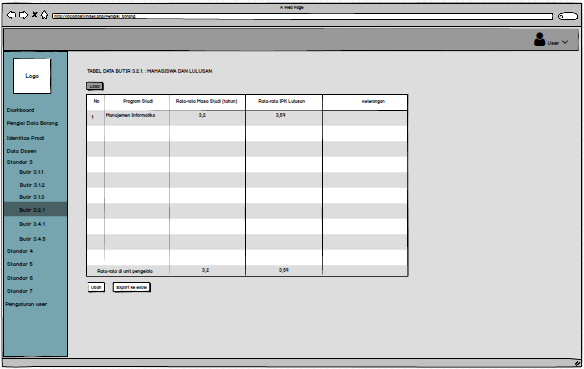 A Web Page
http://localhost/index.php/Pengisi_Borang
User
Logo
Dashboard
Pengisi Data Borang
Identitas Prodi
Data Dosen
Standar 3
Butir 3.1.1
Butir 3.1.2
Butir 3.1.3
Butir 3.2.1
Butir 3.4.1
Butir 3.4.5
Standar 4
Standar 5
Standar 6
Standar 7
Pengaturan user
TABEL DATA BUTIR 3.2.1 : MAHASISWA DAN LULUSAN
No Program Studi Rata-rata Masa Studi (tahun) Rata-rata IPK Lulusan Keterangan
1 Manajemen Informatika 3,2 3,59
Rata-rata di unit pengelola 3,2 3,59
Ubah Export ke excel